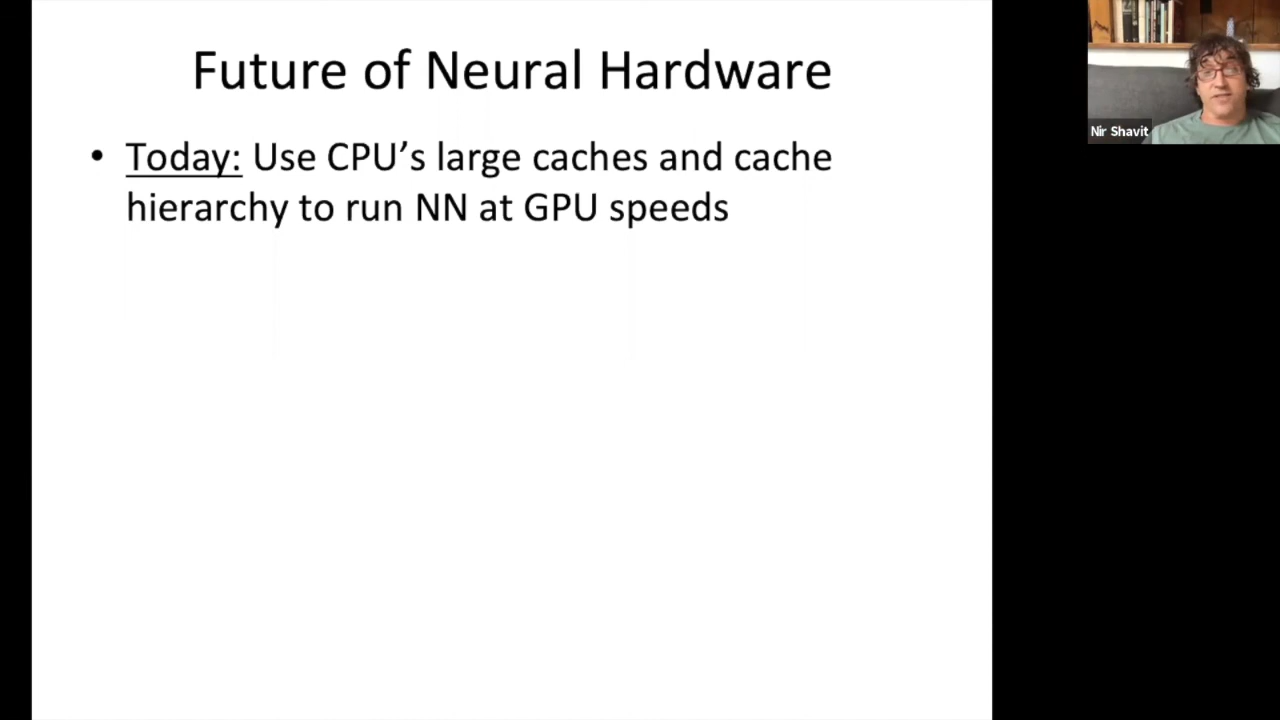 Future of Neural Hardware
• Today: Use CPU’s large caches and cache
hierarchy to run NN at GPU speeds
Nir Shavit